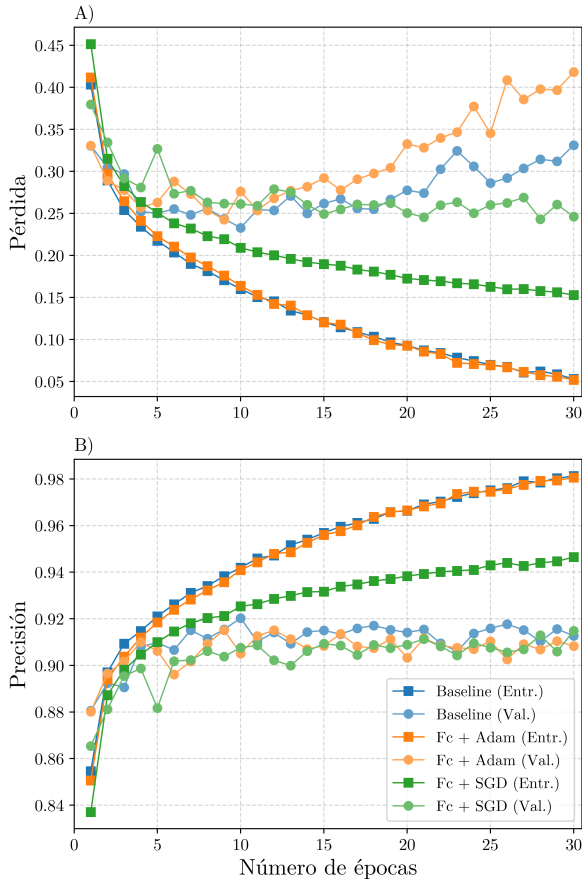 A)
0.45
0.40
0.35
0.30
0.25
0.20
0.15
0.10
0.05
Pérdida
0 5 10 15 20 25 30
B)
0.98
0.96
0.94
0.92
0.90
0.88
0.86
0.84
Precisión
Baseline (Entr.)
Baseline (Val.)
Fc + Adam (Entr.)
Fc + Adam (Val.)
Fc + SGD (Entr.)
Fc + SGD (Val.)
0 5 10 15 20 25 30
Número de épocas